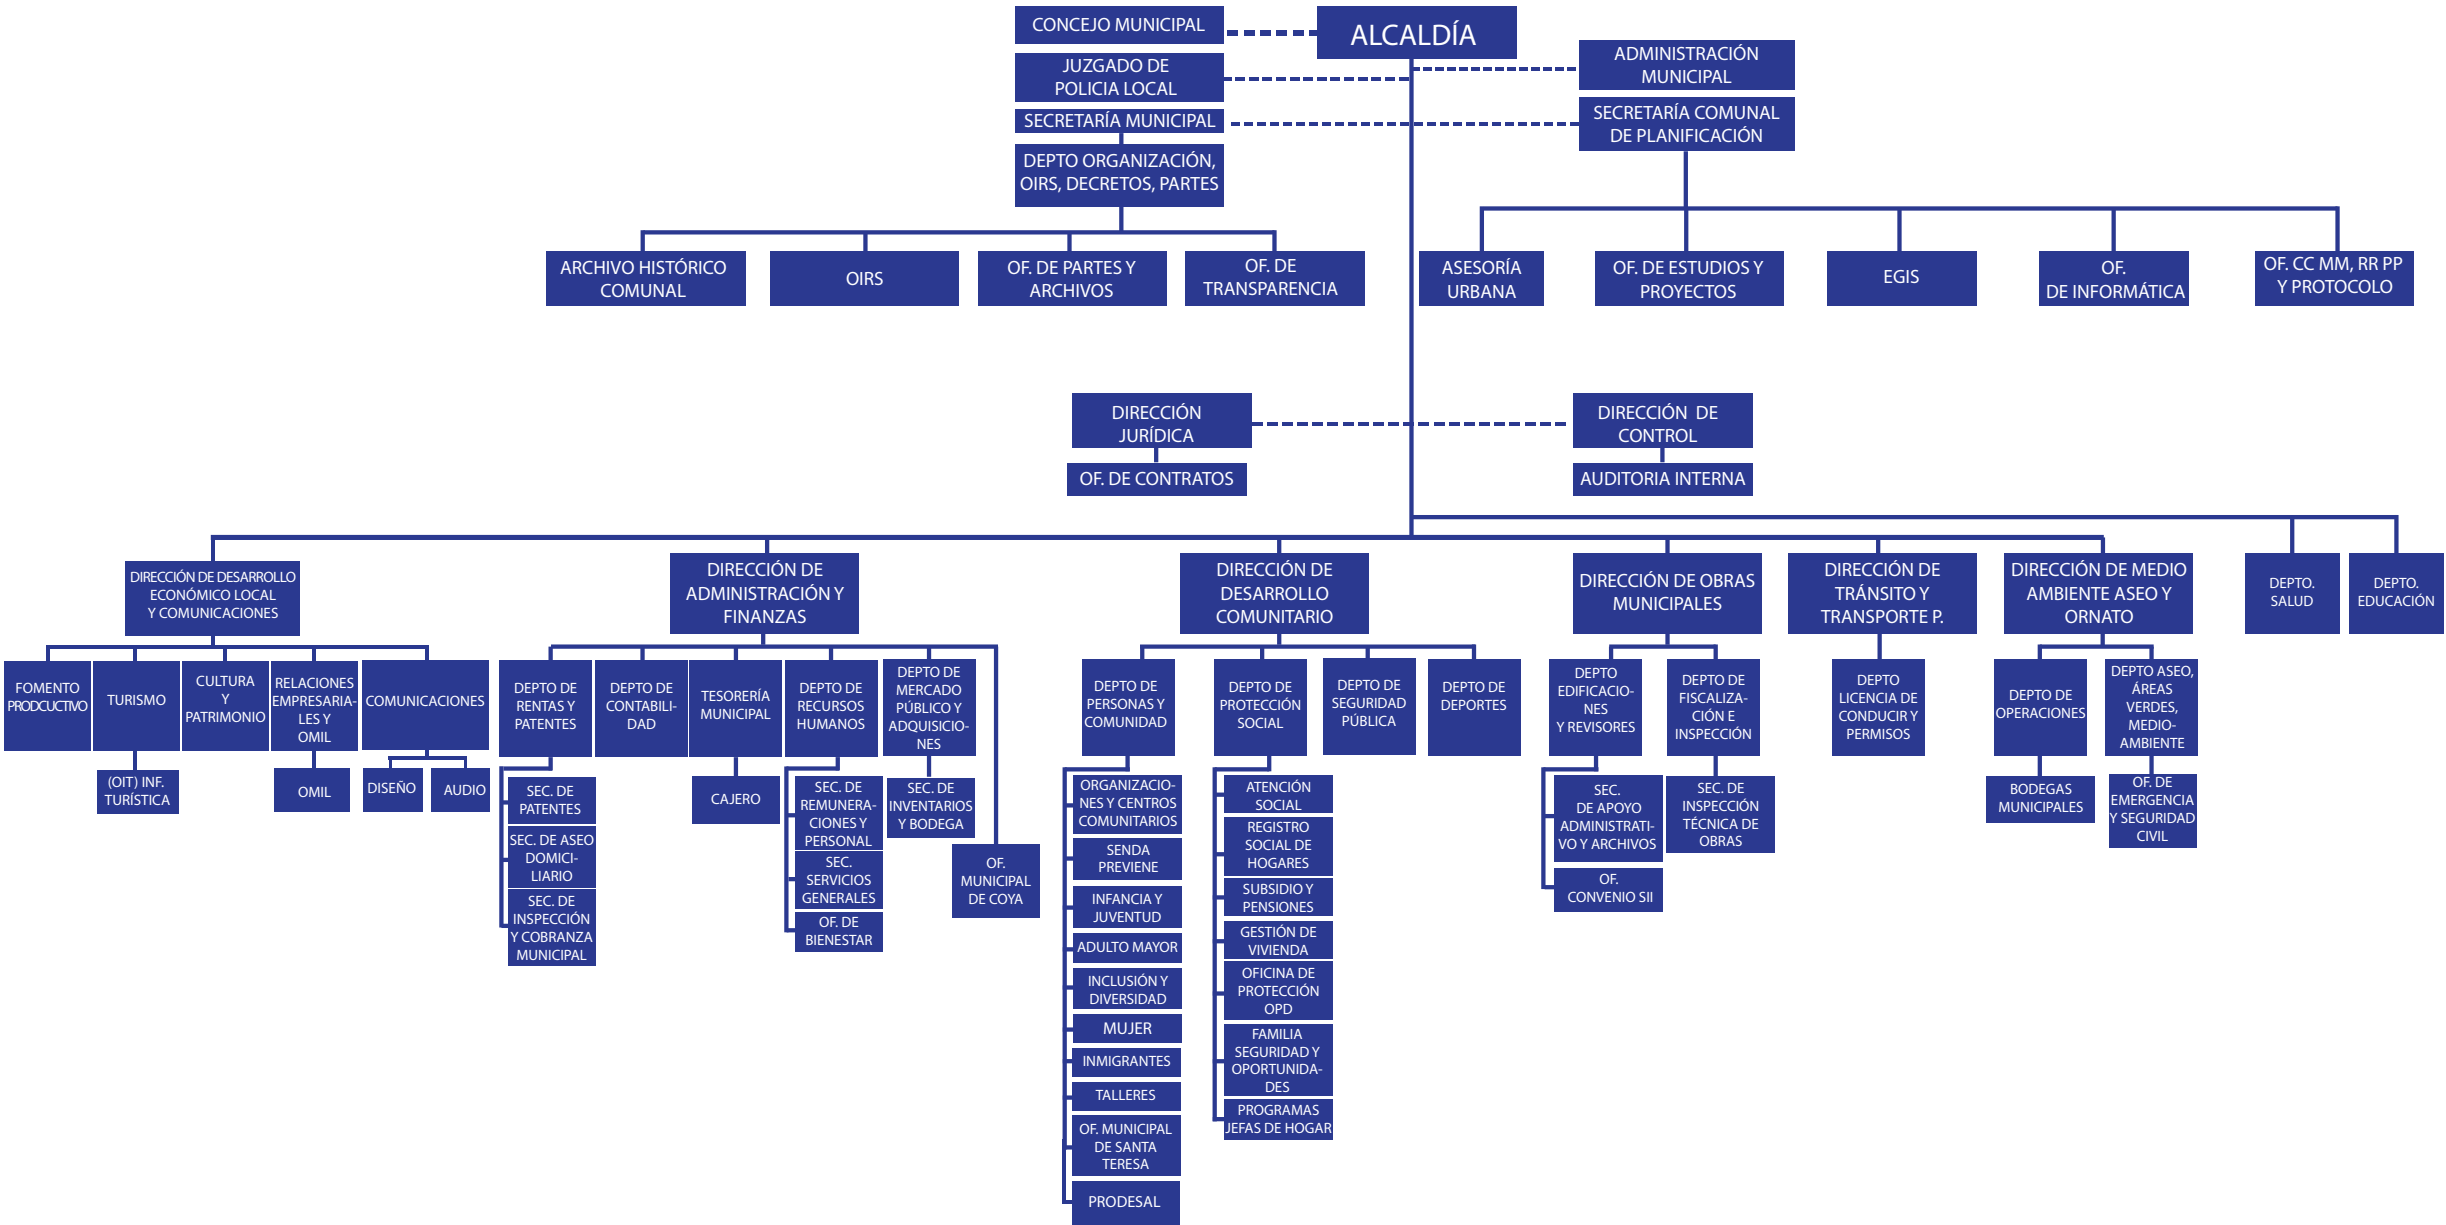 CONCEJO MUNICIPAL
ALCALDÍA
JUZGADO DE
POLICIA LOCAL
ADMINISTRACIÓN
MUNICIPAL
SECRETARÍA MUNICIPAL
SECRETARÍA COMUNAL
DE PLANIFICACIÓN
DEPTO ORGANIZACIÓN,
OIRS, DECRETOS, PARTES
ARCHIVO HISTÓRICO
COMUNAL
OIRS
OF. DE PARTES Y
ARCHIVOS
OF. DE
TRANSPARENCIA
ASESORÍA
URBANA
OF. DE ESTUDIOS Y
PROYECTOS
EGIS
OF.
DE INFORMÁTICA
OF. CC MM, RR PP
Y PROTOCOLO
DIRECCIÓN
JURÍDICA
DIRECCIÓN DE
CONTROL
OF. DE CONTRATOS
AUDITORIA INTERNA
DIRECCIÓN DE DESARROLLO
ECONÓMICO LOCAL
Y COMUNICACIONES
DIRECCIÓN DE
ADMINISTRACIÓN Y
FINANZAS
DIRECCIÓN DE
DESARROLLO
COMUNITARIO
DIRECCIÓN DE OBRAS
MUNICIPALES
DIRECCIÓN DE
TRÁNSITO Y
TRANSPORTE P.
DIRECCIÓN DE MEDIO
AMBIENTE ASEO Y
ORNATO
DEPTO.
SALUD
DEPTO.
EDUCACIÓN
FOMENTO
PRODCUCTIVO
TURISMO
CULTURA
Y
PATRIMONIO
RELACIONES
EMPRESARIA-
LES Y
OMIL
COMUNICACIONES
DEPTO DE
RENTAS Y
PATENTES
DEPTO DE
CONTABILI-
DAD
TESORERÍA
MUNICIPAL
DEPTO DE
RECURSOS
HUMANOS
DEPTO DE
MERCADO
PÚBLICO Y
ADQUISICIO-
NES
DEPTO DE
PERSONAS Y
COMUNIDAD
DEPTO DE
PROTECCIÓN
SOCIAL
DEPTO DE
SEGURIDAD
PÚBLICA
DEPTO DE
DEPORTES
DEPTO
EDIFICACIO-
NES
Y REVISORES
DEPTO DE
FISCALIZA-
CIÓN E
INSPECCIÓN
DEPTO
LICENCIA DE
CONDUCIR Y
PERMISOS
DEPTO DE
OPERACIONES
DEPTO ASEO,
ÁREAS
VERDES,
MEDIO-
AMBIENTE
(OIT) INF.
TURÍSTICA
OMIL
DISEÑO
AUDIO
SEC. DE
PATENTES
SEC. DE ASEO
DOMICI-
LIARIO
SEC. DE
INSPECCIÓN
Y COBRANZA
MUNICIPAL
CAJERO
SEC. DE
REMUNERA-
CIONES Y
PERSONAL
SEC.
SERVICIOS
GENERALES
OF. DE
BIENESTAR
SEC. DE
INVENTARIOS
Y BODEGA
OF.
MUNICIPAL
DE COYA
ORGANIZACIO-
NES Y CENTROS
COMUNITARIOS
SENDA
PREVIENE
INFANCIA Y
JUVENTUD
ADULTO MAYOR
INCLUSIÓN Y
DIVERSIDAD
MUJER
INMIGRANTES
TALLERES
OF. MUNICIPAL
DE SANTA
TERESA
PRODESAL
ATENCIÓN
SOCIAL
REGISTRO
SOCIAL DE
HOGARES
SUBSIDIO Y
PENSIONES
GESTIÓN DE
VIVIENDA
OFICINA DE
PROTECCIÓN
OPD
FAMILIA
SEGURIDAD Y
OPORTUNIDA-
DES
PROGRAMAS
JEFAS DE HOGAR
SEC.
DE APOYO
ADMINISTRATI-
VO Y ARCHIVOS
OF.
CONVENIO SII
SEC. DE
INSPECCIÓN
TÉCNICA DE
OBRAS
BODEGAS
MUNICIPALES
OF. DE
EMERGENCIA
Y SEGURIDAD
CIVIL